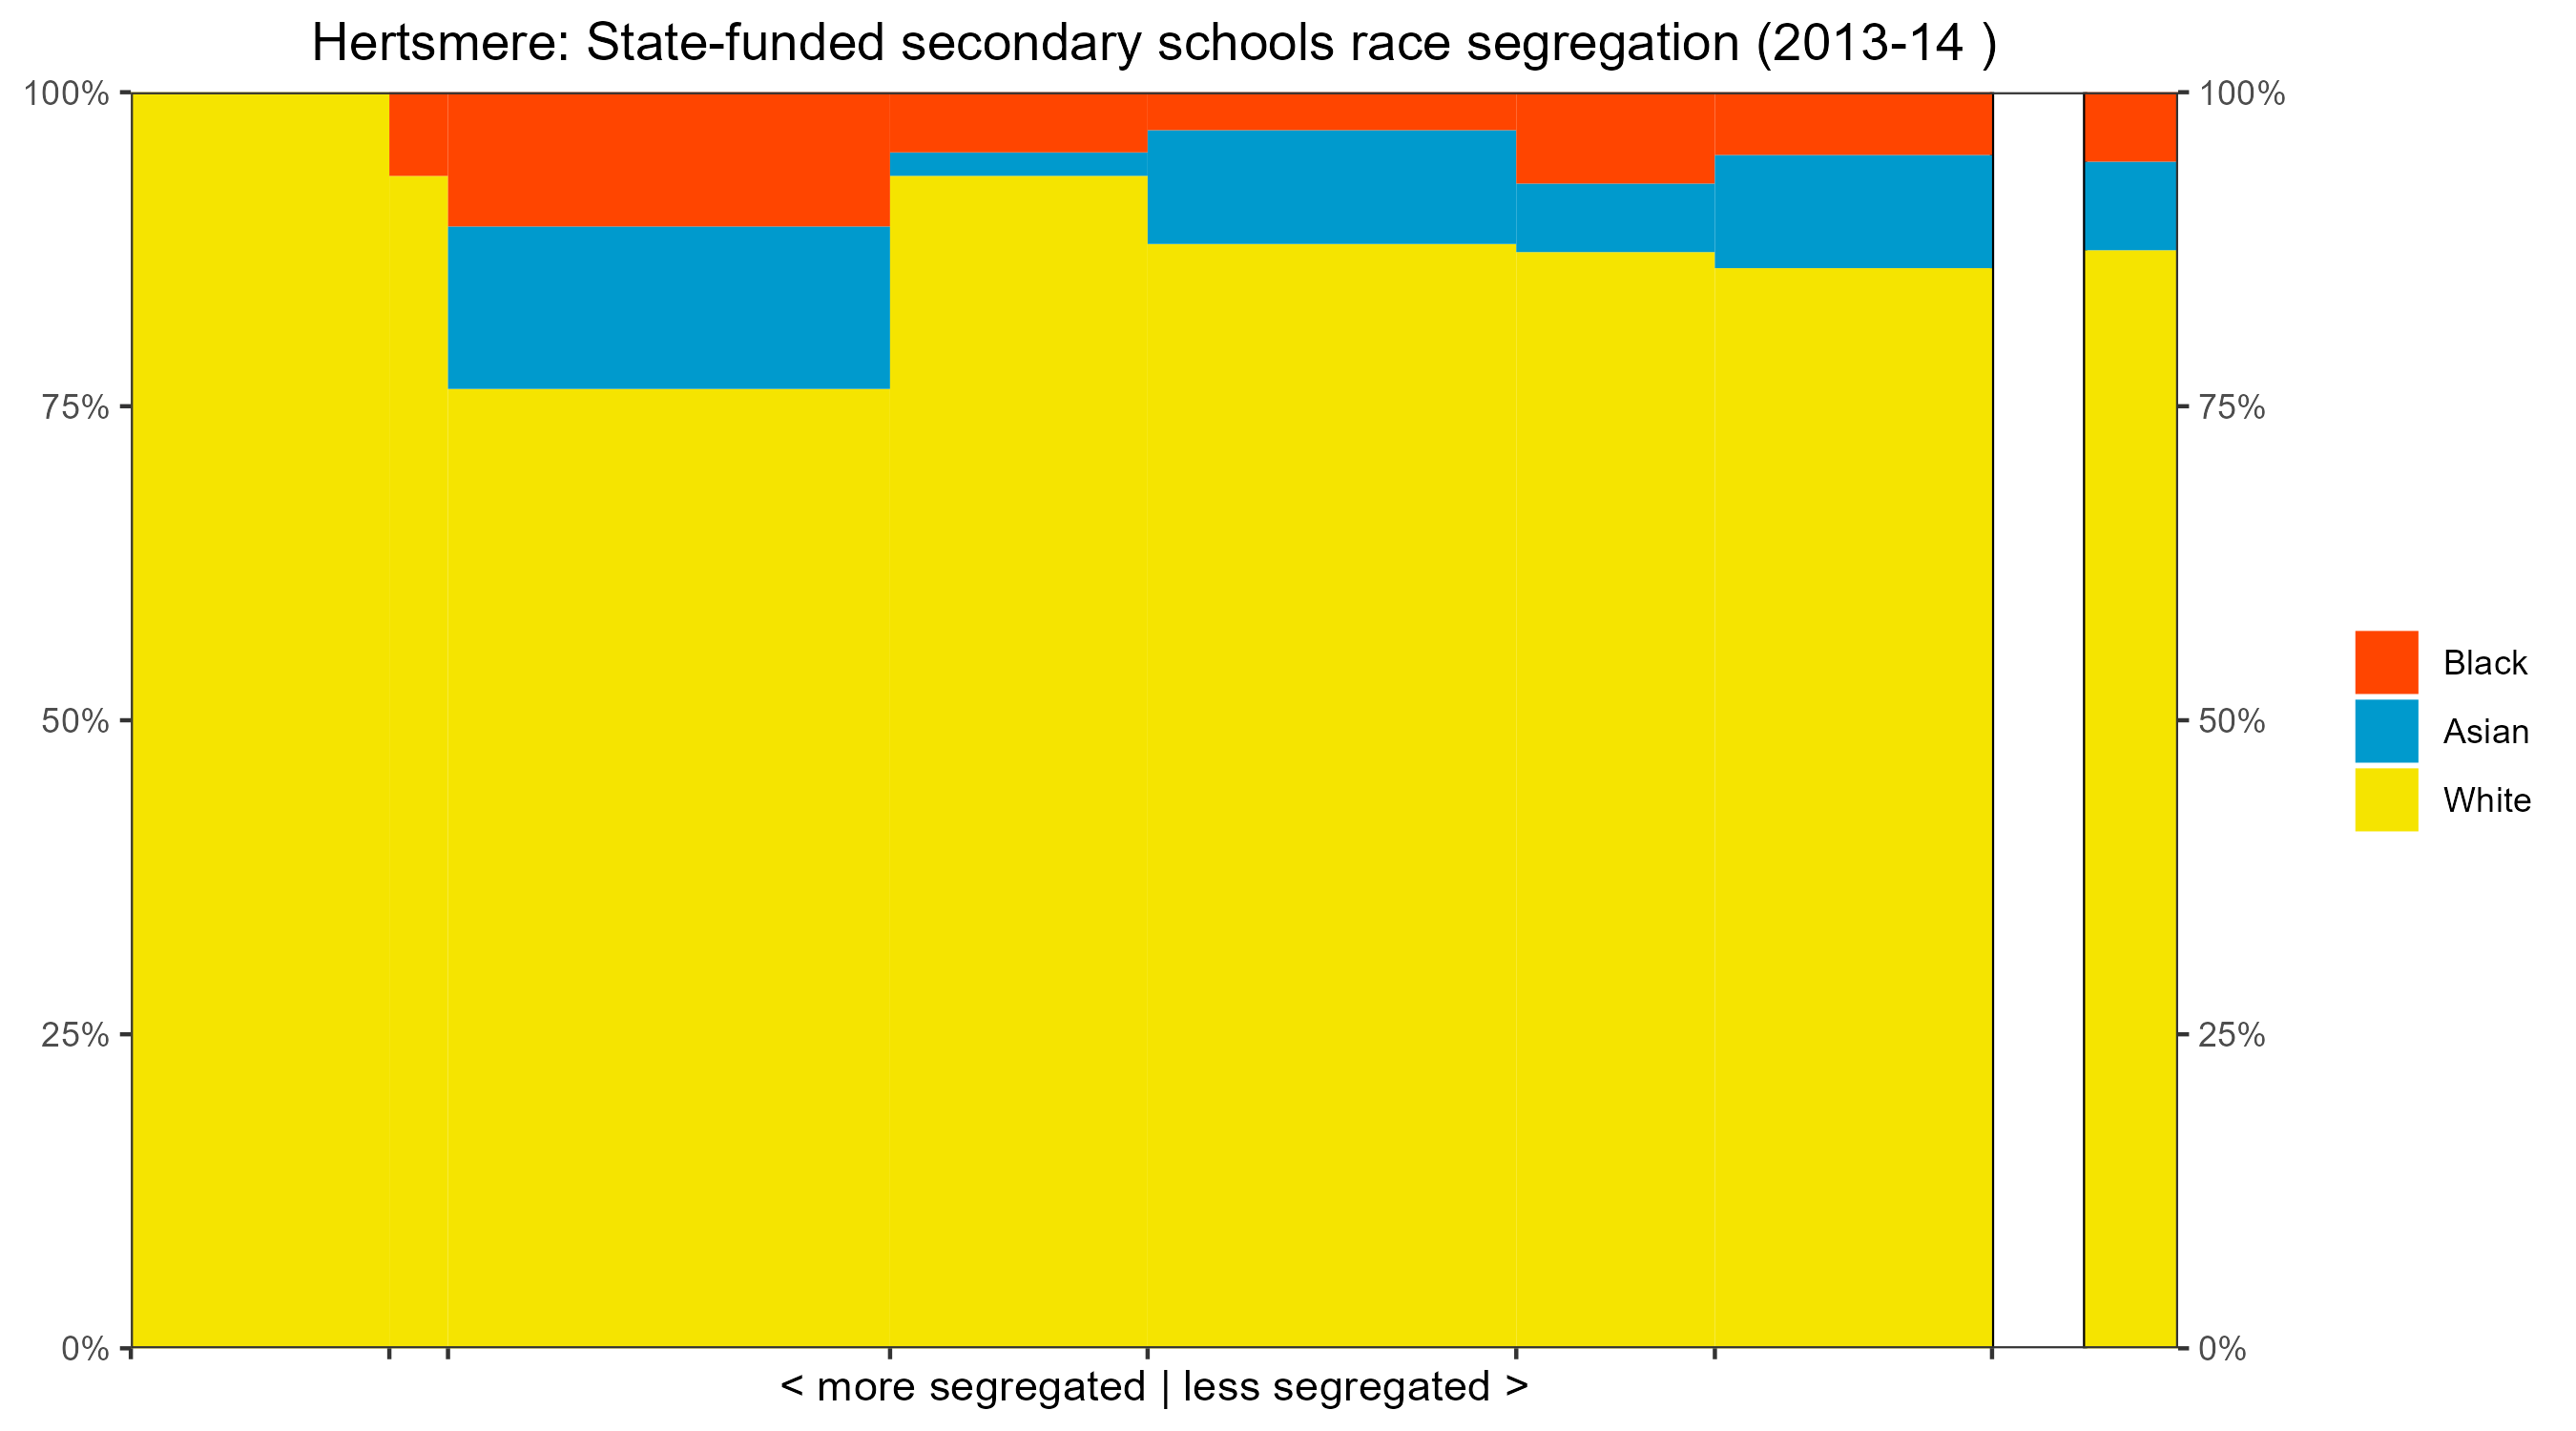 Hertsmere: State-funded secondary schools race segregation (2013-14 )
100%
75%
50%
25%
0%
100%
75%
50%
25%
0%
< more segregated | less segregated >
Black
Asian
White